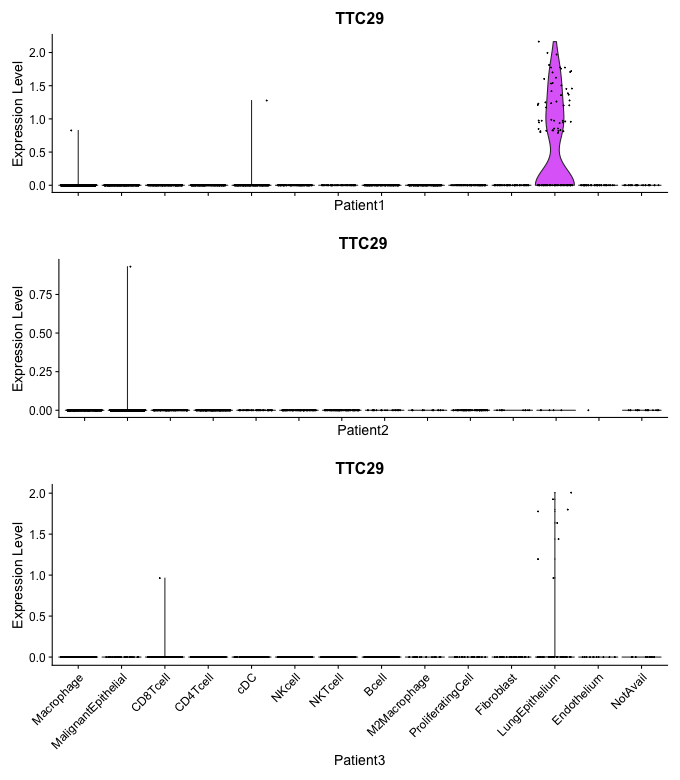 TTC29
Expression Level
2.0
1.5
1.0
0.5
0.0
Patient1
TTC29
Expression Level
0.75
0.50
0.25
0.00
Patient2
TTC29
Expression Level
2.0
1.5
1.0
0.5
0.0
Macrophage
MalignantEpithelial
CD8Tcell
CD4Tcell
cDC
NKcell
NKTcell
Bcell
M2Macrophage
ProliferatingCell
Fibroblast
LungEpithelium
Endothelium
NotAvail
Patient3